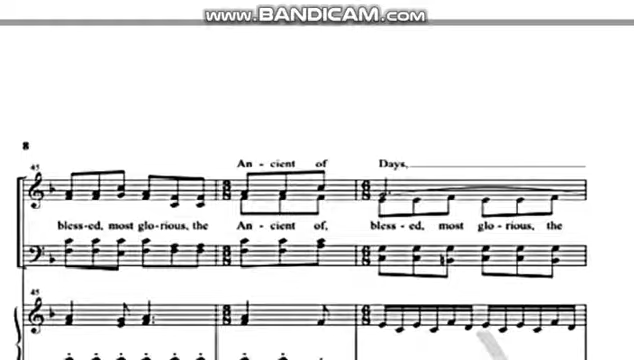 www.BANDICAM.com
8
45
An - cient of Days,
bless-ed, most glo-rious, the An - cient of, bless - ed, most glo - rious, the
45